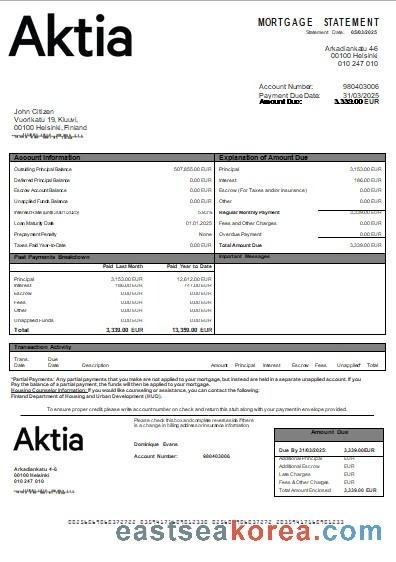 Aktia
MORTGAGE STATEMENT
Statement Date: 05/03/2025
Arkadiankatu 4-6
00100 Helsinki
010 247 010
Account Number: 980403006
Payment Due Date: 31/03/2025
Amount Due: 3,339.00 EUR
John Citizen
Vuorikatu 19, Kluuvi,
00100 Helsinki, Finland
Account Information
Outstding Principal Balance 507,855.00 EUR
Deferred Principal Balance 0.00 EUR
Escrow Account Balance 0.00 EUR
Unapplied Funds Balance 0.00 EUR
Loan Maturity Date 01.01.2025
Prepayment Penalty None
Taxes Paid Year-to-Date 0.00 EUR
Explanation of Amount Due
Principal 3,153.00 EUR
Interest 186.00 EUR
Escrow (For Taxes and/or Insurance) 0.00 EUR
Other 0.00 EUR
Regular Monthly Payment 3,339.00 EUR
Fees and Other Charges 0.00 EUR
Overdue Payment 0.00 EUR
Total Amount Due 3,339.00 EUR
Past Payments Breakdown
Paid Last Month Paid Year to Date
Principal 3,153.00 EUR 12,612.00 EUR
Interest 186.00 EUR 747.00 EUR
Escrow 0.00 EUR 0.00 EUR
Fees 0.00 EUR 0.00 EUR
Other 0.00 EUR 0.00 EUR
Unapplied Funds 0.00 EUR 0.00 EUR
Total 3,339.00 EUR 13,359.00 EUR
Important Messages
Transaction Activity
Trans. Date Due Date Description Amount Principal Interest Escrow Fees Unapplied* Total
*Partial Payments: Any partial payments that you make are not applied to your mortgage, but instead are held in a separate unapplied account. If you
Pay the balance of a partial payment, the funds will then be applied to your mortgage.
Housing Counselor Information: If you would like counseling or assistance, you can contact the following:
Finland Department of Housing and Urban Development (HUD).
To ensure proper credit please write account number on check and return this stub along with your payment in envelope provided.
Aktia
Please check this box and complete reverse side if there
is a change in billing address or insurance information.
Dominique Evans
Account Number: 980403006
Arkadiankatu 4-6
00100 Helsinki
010 247 010
Amount Due
Due By 31/03/2025: 3,339.00 EUR
Additional Principal EUR
Additional Escrow EUR
Late Charges EUR
Fees & Other Charges EUR
Total Amount Enclosed 3,339.00 EUR
eastseakorea.com